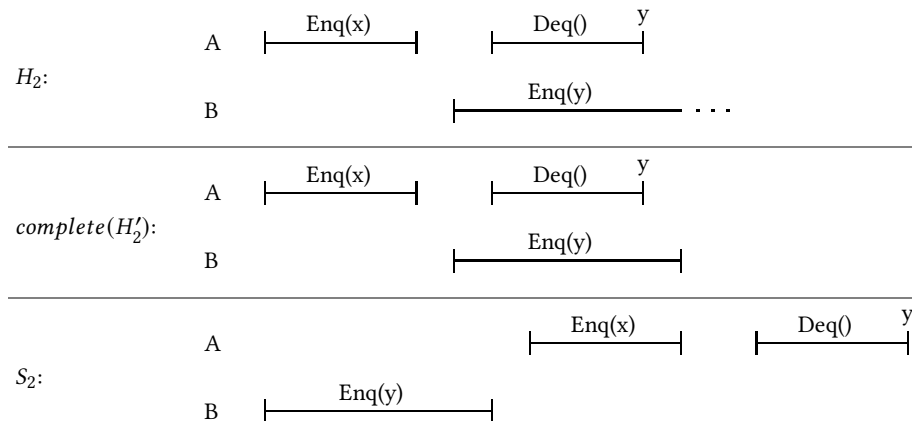 y
Enq(x) Deq()
A
H₂:
Enq(y)
B
y
Enq(x) Deq()
A
complete(H′₂):
Enq(y)
B
y
Enq(x) Deq()
A
S₂:
Enq(y)
B